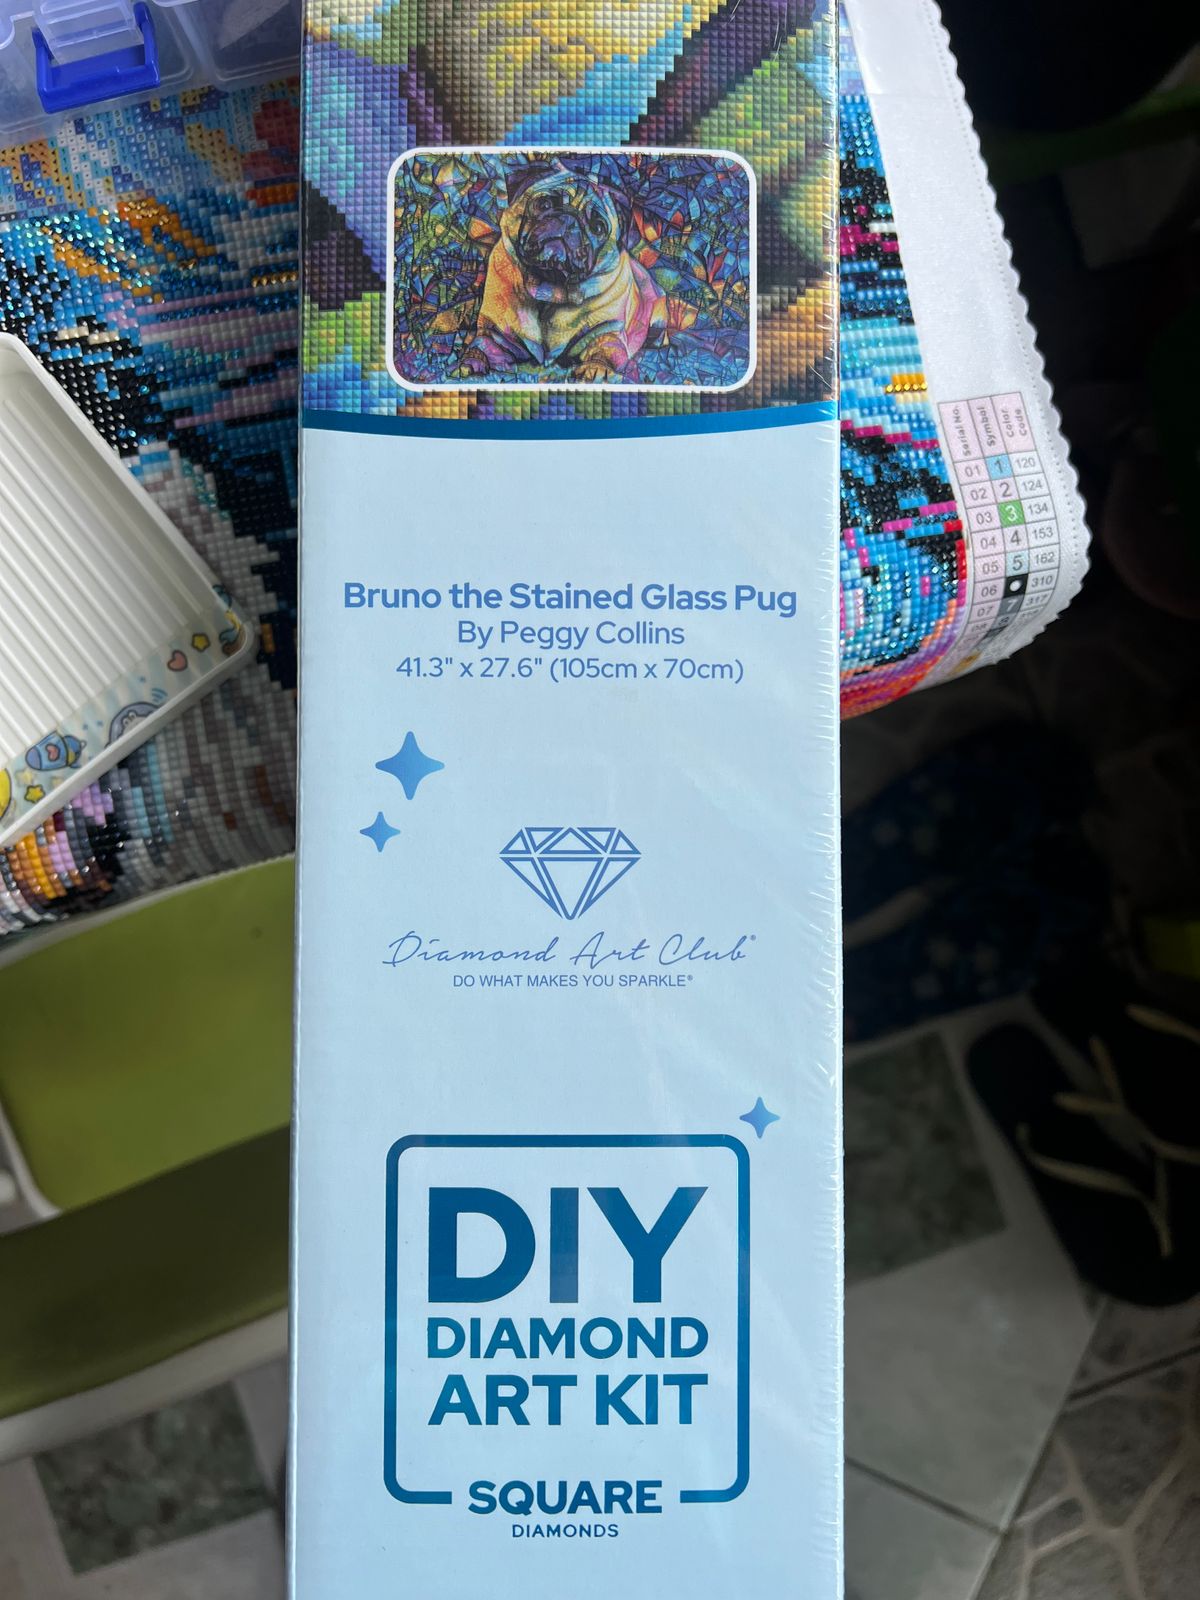 Bruno the Stained Glass Pug
By Peggy Collins
41.3" x 27.6" (105cm x 70cm)
Diamond Art Club®
DO WHAT MAKES YOU SPARKLE®
DIY
DIAMOND
ART KIT
SQUARE
DIAMONDS
Serial No. Symbol Color Code
01 1 120
02 2 124
03 3 134
04 4 153
05 5 162
06 310
07 7 317